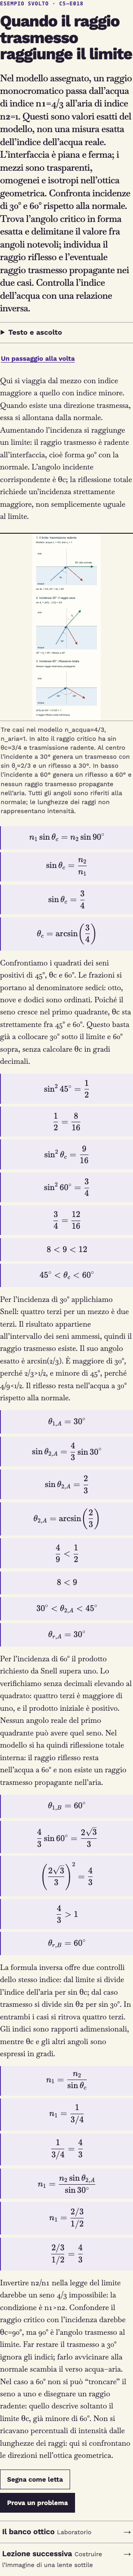 ESEMPIO SVOLTO · C5-E018
Quando il raggio
trasmesso
raggiunge il limite
Nel modello assegnato, un raggio
monocromatico passa dall'acqua
di indice n1=4/3 all'aria di indice
n2=1. Questi sono valori esatti del
modello, non una misura esatta
dell'indice dell'acqua reale.
L'interfaccia è piana e ferma; i
mezzi sono trasparenti,
omogenei e isotropi nell'ottica
geometrica. Confronta incidenze
di 30° e 60° rispetto alla normale.
Trova l'angolo critico in forma
esatta e delimitane il valore fra
angoli notevoli; individua il
raggio riflesso e l'eventuale
raggio trasmesso propagante nei
due casi. Controlla l'indice
dell'acqua con una relazione
inversa.
▶ Testo e ascolto
Un passaggio alla volta
Qui si viaggia dal mezzo con indice
maggiore a quello con indice minore.
Quando esiste una direzione trasmessa,
essa si allontana dalla normale.
Aumentando l'incidenza si raggiunge
un limite: il raggio trasmesso è radente
all'interfaccia, cioè forma 90° con la
normale. L'angolo incidente
corrispondente è θc; la riflessione totale
richiede un'incidenza strettamente
maggiore, non semplicemente uguale
al limite.
Tre casi nel modello n_acqua=4/3,
n_aria=1. In alto il raggio critico ha sin
θc=3/4 e trasmissione radente. Al centro
l'incidente a 30° genera un trasmesso con
sin θ_t=2/3 e un riflesso a 30°. In basso
l'incidente a 60° genera un riflesso a 60° e
nessun raggio trasmesso propagante
nell'aria. Tutti gli angoli sono riferiti alla
normale; le lunghezze dei raggi non
rappresentano intensità.
n₁ sin θ_c = n₂ sin 90°
sin θ_c = n₂/n₁
sin θ_c = 3/4
θ_c = arcsin(3/4)
Confrontiamo i quadrati dei seni
positivi di 45°, θc e 60°. Le frazioni si
portano al denominatore sedici: otto,
nove e dodici sono ordinati. Poiché il
seno cresce nel primo quadrante, θc sta
strettamente fra 45° e 60°. Questo basta
già a collocare 30° sotto il limite e 60°
sopra, senza calcolare θc in gradi
decimali.
sin² 45° = 1/2
1/2 = 8/16
sin² θ_c = 9/16
sin² 60° = 3/4
3/4 = 12/16
8 < 9 < 12
45° < θ_c < 60°
Per l'incidenza di 30° applichiamo
Snell: quattro terzi per un mezzo è due
terzi. Il risultato appartiene
all'intervallo dei seni ammessi, quindi il
raggio trasmesso esiste. Il suo angolo
esatto è arcsin(2/3). È maggiore di 30°,
perché 2/3>1/2, e minore di 45°, perché
4/9<1/2. Il riflesso resta nell'acqua a 30°
rispetto alla normale.
θ₁,A = 30°
sin θ₂,A = 4/3 sin 30°
sin θ₂,A = 2/3
θ₂,A = arcsin(2/3)
4/9 < 1/2
8 < 9
30° < θ₂,A < 45°
θ_r,A = 30°
Per l'incidenza di 60° il prodotto
richiesto da Snell supera uno. Lo
verifichiamo senza decimali elevando al
quadrato: quattro terzi è maggiore di
uno, e il prodotto iniziale è positivo.
Nessun angolo reale del primo
quadrante può avere quel seno. Nel
modello si ha quindi riflessione totale
interna: il raggio riflesso resta
nell'acqua a 60° e non esiste un raggio
trasmesso propagante nell'aria.
θ₁,B = 60°
4/3 sin 60° = 2√3/3
(2√3/3)² = 4/3
4/3 > 1
θ_r,B = 60°
La formula inversa offre due controlli
dello stesso indice: dal limite si divide
l'indice dell'aria per sin θc; dal caso
trasmesso si divide sin θ2 per sin 30°. In
entrambi i casi si ritrova quattro terzi.
Gli indici sono rapporti adimensionali,
mentre θc e gli altri angoli sono
espressi in gradi.
n₁ = n₂/sin θ_c
n₁ = 1/(3/4)
1/(3/4) = 4/3
n₁ = n₂ sin θ₂,A/sin 30°
n₁ = (2/3)/(1/2)
(2/3)/(1/2) = 4/3
Invertire n2/n1 nella legge del limite
darebbe un seno 4/3 impossibile: la
condizione è n1>n2. Confondere il
raggio critico con l'incidenza darebbe
θc=90°, ma 90° è l'angolo trasmesso al
limite. Far restare il trasmesso a 30°
ignora gli indici; farlo avvicinare alla
normale scambia il verso acqua–aria.
Nel caso a 60° non si può “troncare” il
seno a uno e disegnare un raggio
radente: quello descrive soltanto il
limite θc, già minore di 60°. Non si
ricavano percentuali di intensità dalle
lunghezze dei raggi: qui si confrontano
le direzioni dell'ottica geometrica.
Segna come letta
Prova un problema
Il banco ottico Laboratorio →
Lezione successiva Costruire →
l'immagine di una lente sottile